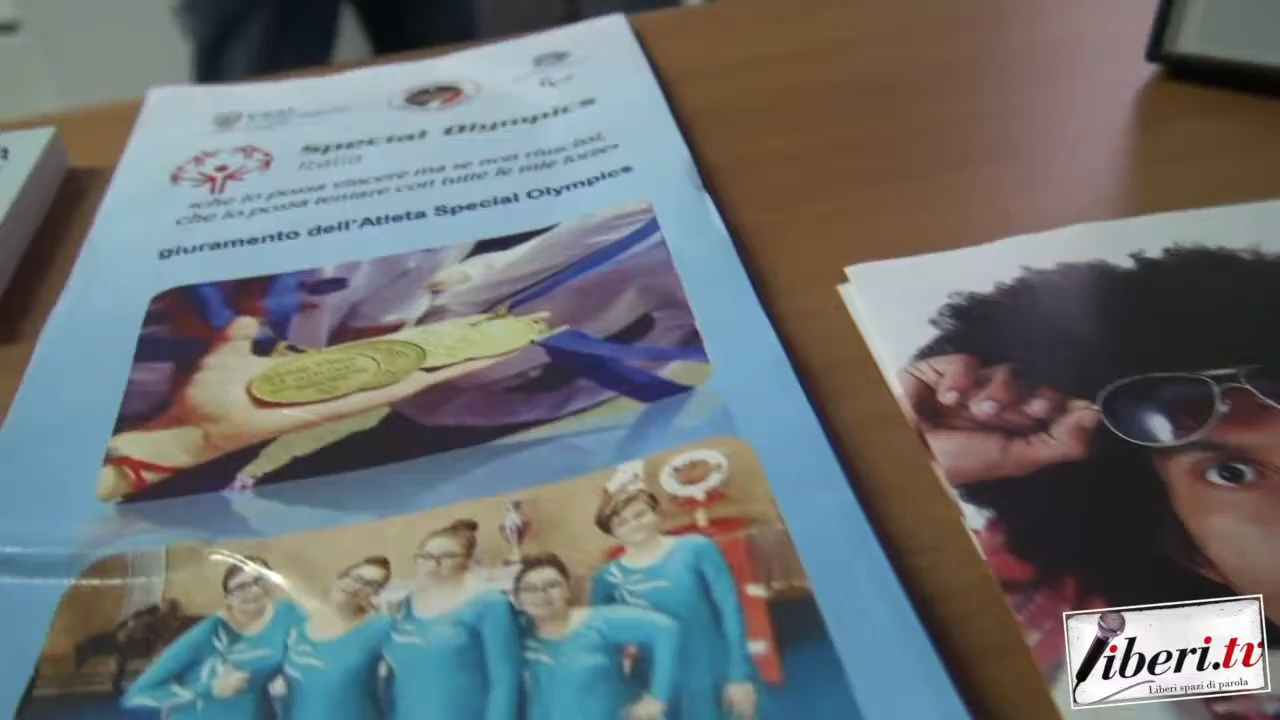 Special Olympics
Italia
«che io possa vincere ma se non riuscissi,
che io possa tentare con tutte le mie forze»
giuramento dell'Atleta Special Olympics
liberi.tv
Liberi spazi di parola